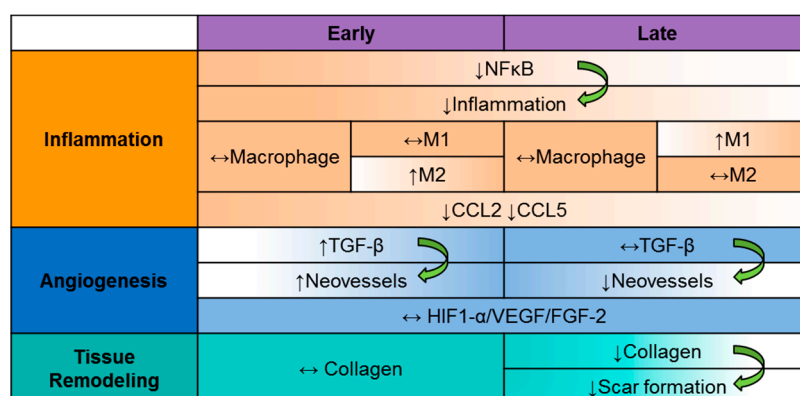 Early Late
Inflammation
↓NFκB
↓Inflammation
↔Macrophage
↔M1
↑M2
↔Macrophage
↑M1
↔M2
↓CCL2 ↓CCL5
Angiogenesis
↑TGF-β
↑Neovessels
↔TGF-β
↓Neovessels
↔ HIF1-α/VEGF/FGF-2
Tissue
Remodeling
↔ Collagen
↓Collagen
↓Scar formation